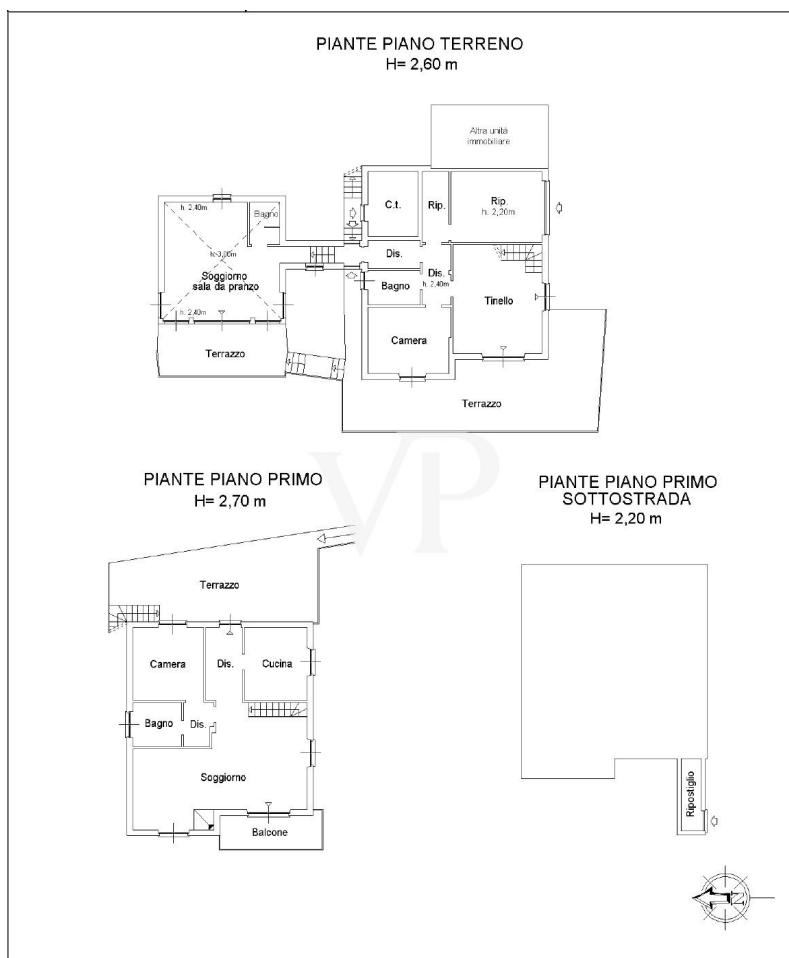 PIANTE PIANO TERRENO
H= 2,60 m
Altra unità
immobiliare
h. 2,40m
Bagno
C.t.
Rip.
Rip.
h. 2,20m
h. 3,00m
Soggiorno
sala da pranzo
h. 2,40m
Dis.
Dis.
h. 2,40m
Bagno
Tinello
Camera
Terrazzo
Terrazzo
VP
PIANTE PIANO PRIMO
H= 2,70 m
Terrazzo
Camera
Dis.
Cucina
Bagno
Dis.
Soggiorno
Balcone
PIANTE PIANO PRIMO
SOTTOSTRADA
H= 2,20 m
Ripostiglio
N